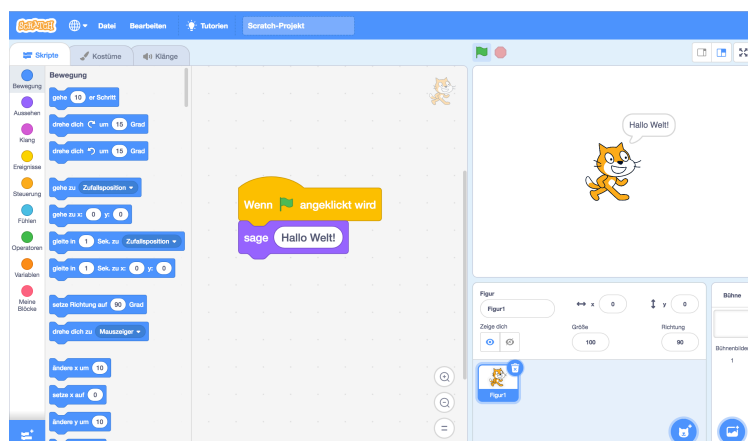 SCRATCH
Datei
Bearbeiten
Tutorien
Scratch-Projekt
Skripte
Kostüme
Klänge
Bewegung
Aussehen
Klang
Ereignisse
Steuerung
Fühlen
Operatoren
Variablen
Meine
Blöcke
Bewegung
gehe 10 er Schritt
drehe dich um 15 Grad
drehe dich um 15 Grad
gehe zu Zufallsposition
gehe zu x: 0 y: 0
gleite in 1 Sek. zu Zufallsposition
gleite in 1 Sek. zu x: 0 y: 0
setze Richtung auf 90 Grad
drehe dich zu Mauszeiger
ändere x um 10
setze x auf 0
ändere y um 10
Wenn angeklickt wird
sage Hallo Welt!
Hallo Welt!
Figur
Figur1
x 0
y 0
Zeige dich
Größe
100
Richtung
90
Figur1
Bühne
Bühnenbilder
1